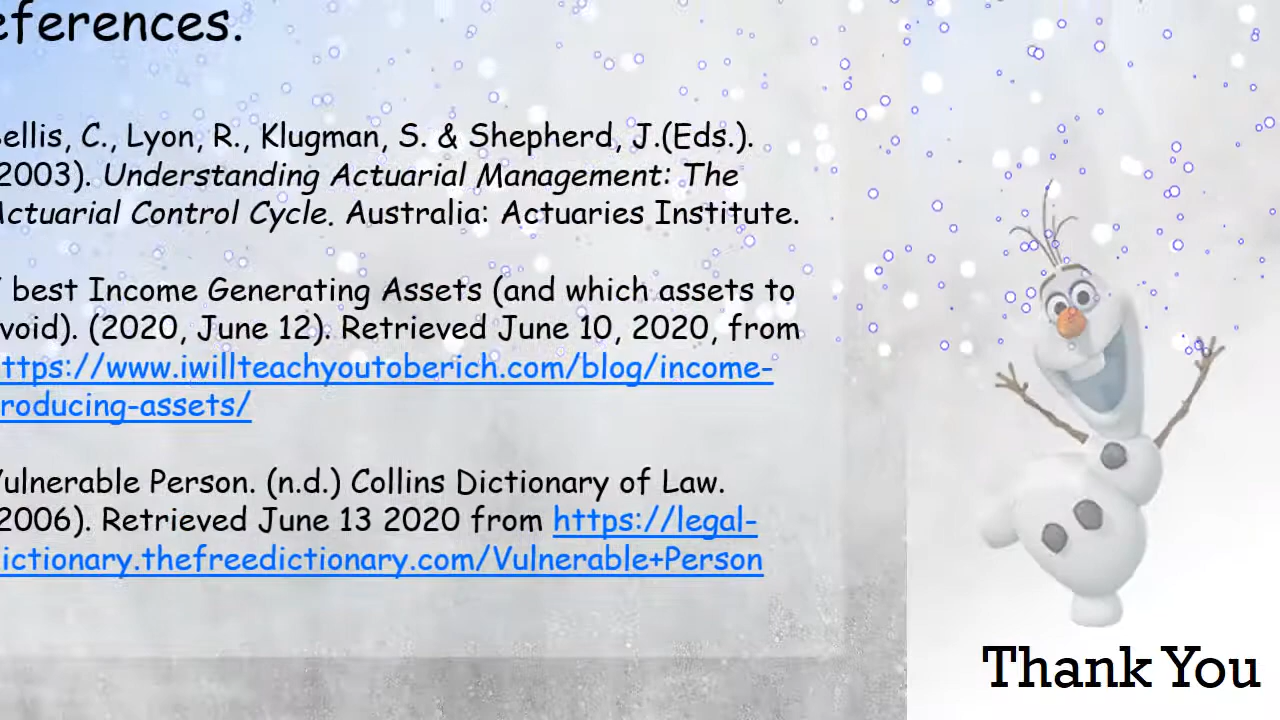 eferences.
ellis, C., Lyon, R., Klugman, S. & Shepherd, J.(Eds.).
2003). Understanding Actuarial Management: The
Actuarial Control Cycle. Australia: Actuaries Institute.
best Income Generating Assets (and which assets to
void). (2020, June 12). Retrieved June 10, 2020, from
ttps://www.iwillteachyoutoberich.com/blog/income-
roducing-assets/
Vulnerable Person. (n.d.) Collins Dictionary of Law.
2006). Retrieved June 13 2020 from https://legal-
ictionary.thefreedictionary.com/Vulnerable+Person
Thank You